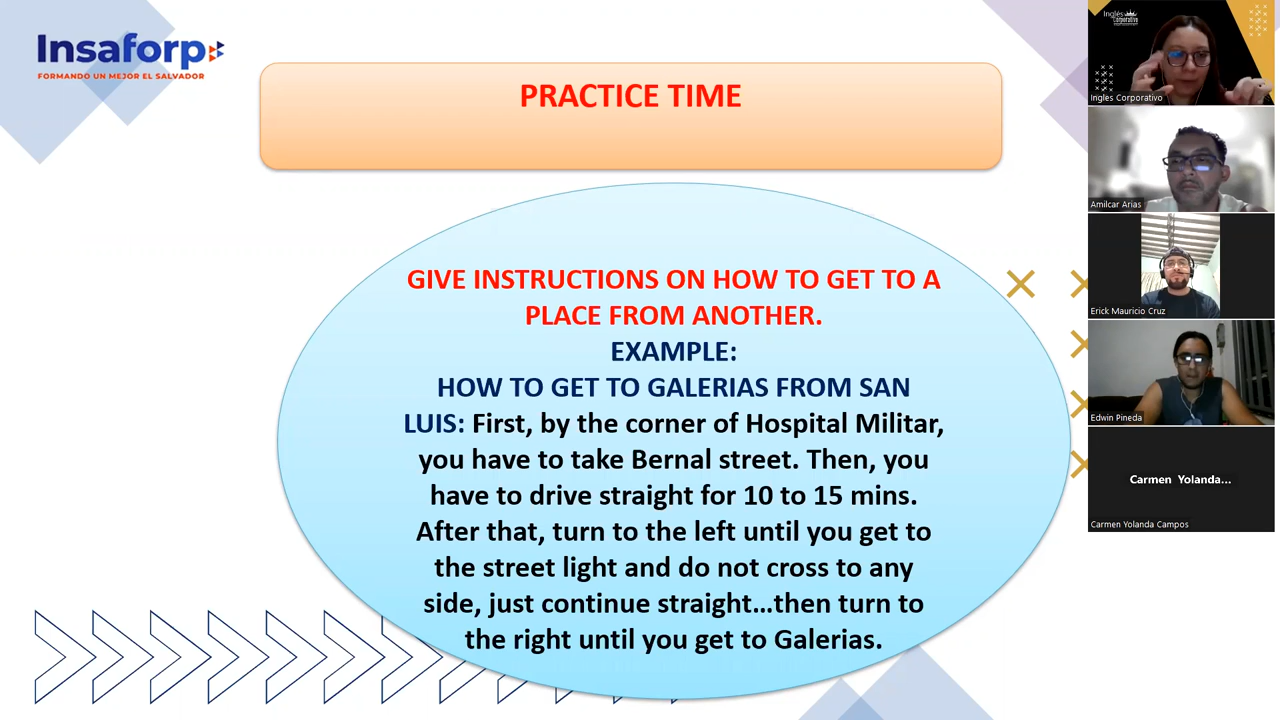 Insaforp
FORMANDO UN MEJOR EL SALVADOR
PRACTICE TIME
GIVE INSTRUCTIONS ON HOW TO GET TO A
PLACE FROM ANOTHER.
EXAMPLE:
HOW TO GET TO GALERIAS FROM SAN
LUIS: First, by the corner of Hospital Militar,
you have to take Bernal street. Then, you
have to drive straight for 10 to 15 mins.
After that, turn to the left until you get to
the street light and do not cross to any
side, just continue straight...then turn to
the right until you get to Galerias.
Inglés
Corporativo
Ingles Corporativo
Amilcar Arias
Erick Mauricio Cruz
Edwin Pineda
Carmen Yolanda...
Carmen Yolanda Campos